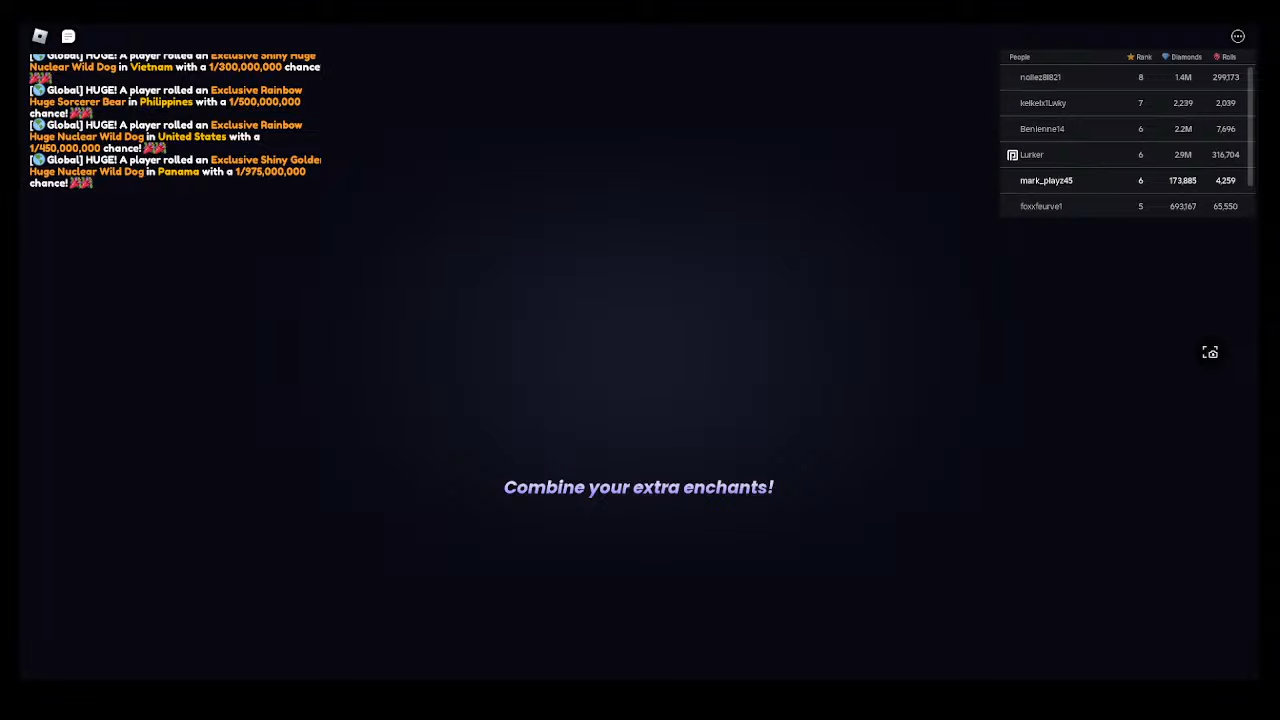 [🌏 Global] HUGE! A player rolled an Exclusive Shiny Huge
Nuclear Wild Dog in Vietnam with a 1/300,000,000 chance
[🌏 Global] HUGE! A player rolled an Exclusive Rainbow
Huge Sorcerer Bear in Philippines with a 1/500,000,000
chance!
[🌏 Global] HUGE! A player rolled an Exclusive Rainbow
Huge Nuclear Wild Dog in United States with a
1/450,000,000 chance!
[🌏 Global] HUGE! A player rolled an Exclusive Shiny Golden
Huge Nuclear Wild Dog in Panama with a 1/975,000,000
chance!
People Rank Diamonds Rolls
8 1.4M 299,173
7 2,239 2,039
Benlenne14 6 2.2M 7,696
Lurker 6 2.9M 316,704
mark_playz45 6 173,885 4,259
foxxfeurve1 5 693,167 65,550
Combine your extra enchants!